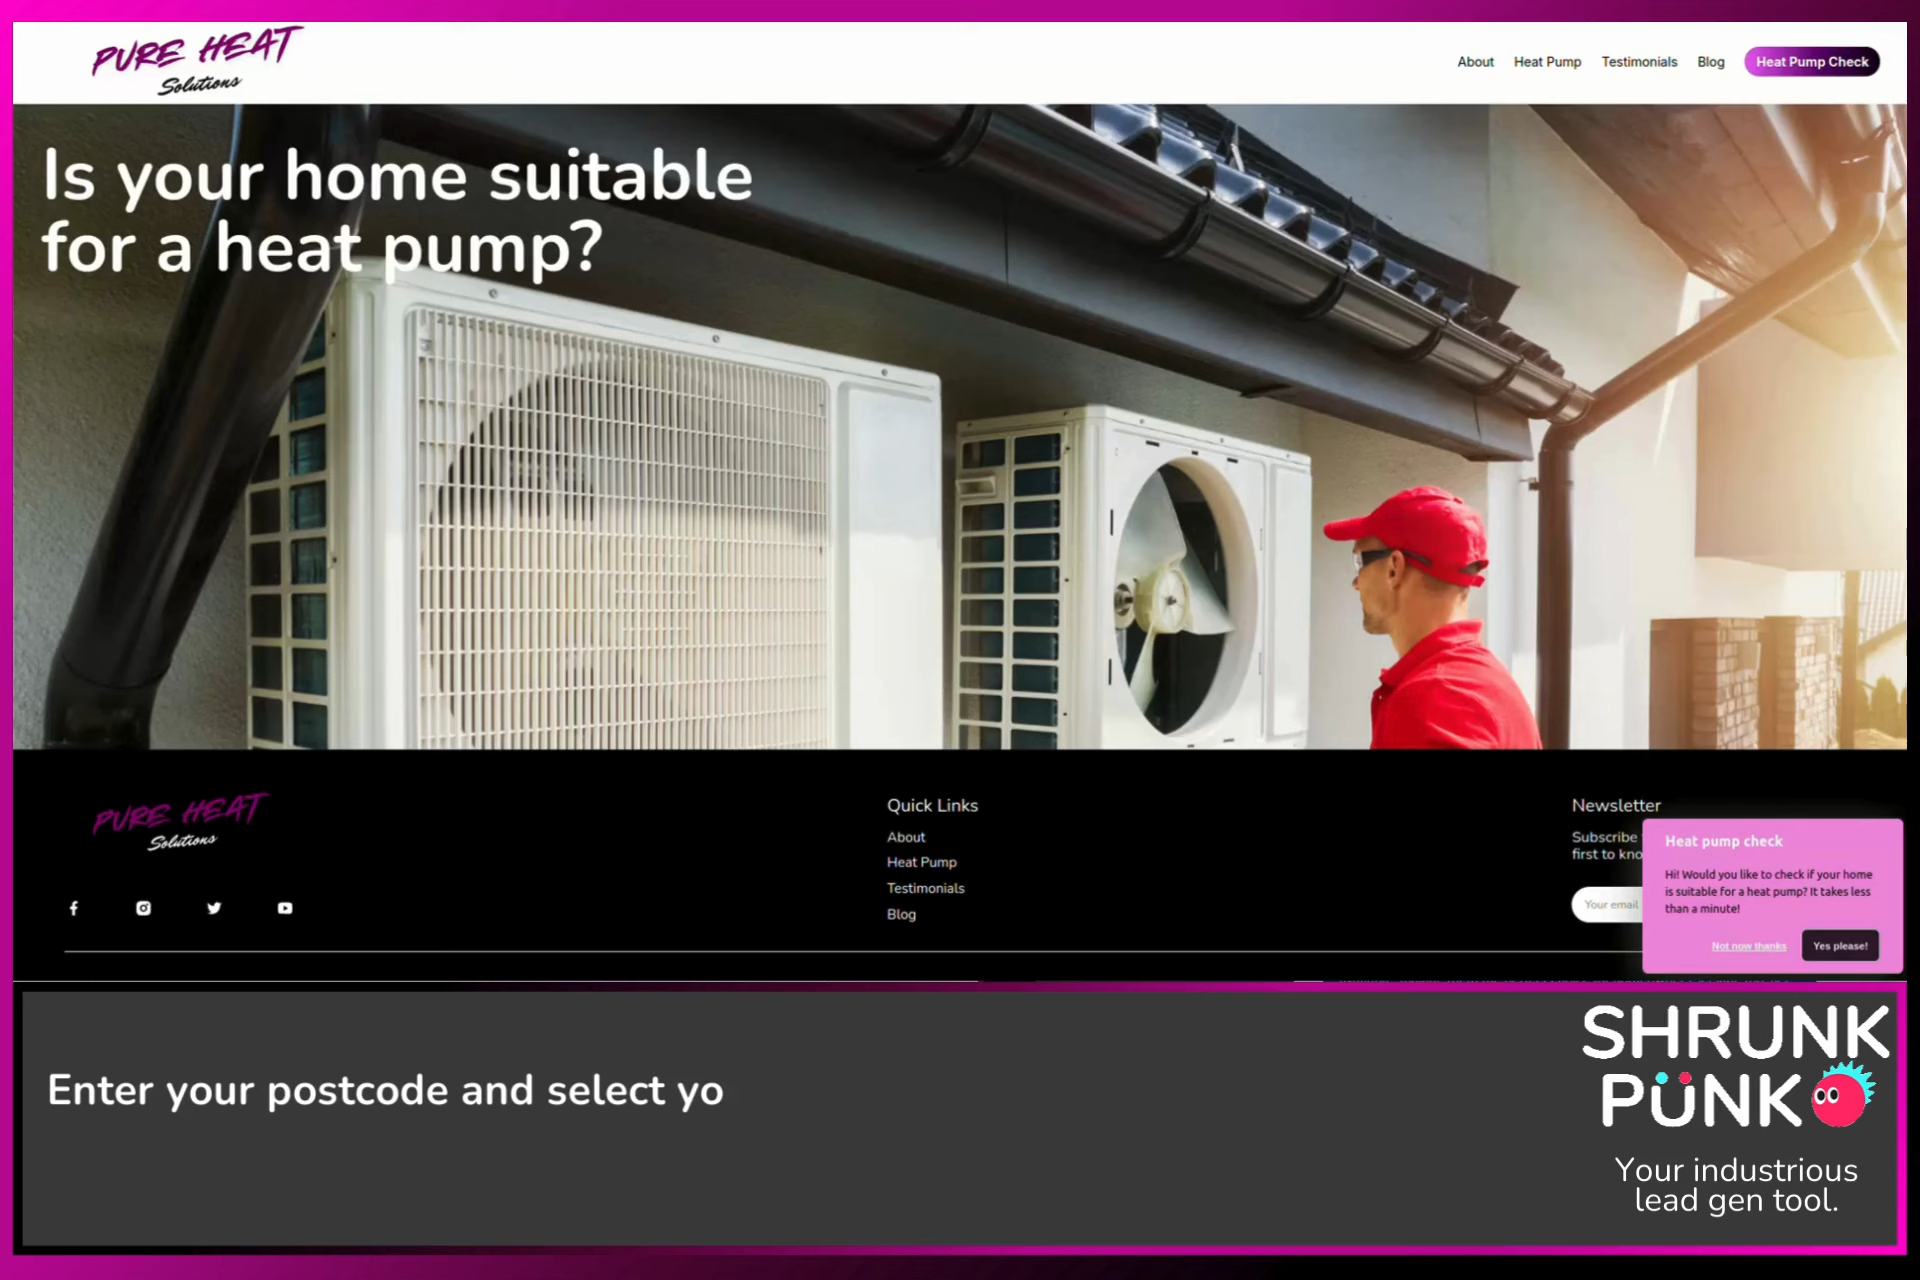 PURE HEAT
Solutions
About
Heat Pump
Testimonials
Blog
Heat Pump Check
Is your home suitable
for a heat pump?
PURE HEAT
Solutions
Quick Links
About
Heat Pump
Testimonials
Blog
Newsletter
Subscribe
first to kno
Your email
Heat pump check
Hi! Would you like to check if your home
is suitable for a heat pump? It takes less
than a minute!
Not now thanks
Yes please!
Enter your postcode and select yo
SHRUNK
PÜNK
Your industrious
lead gen tool.